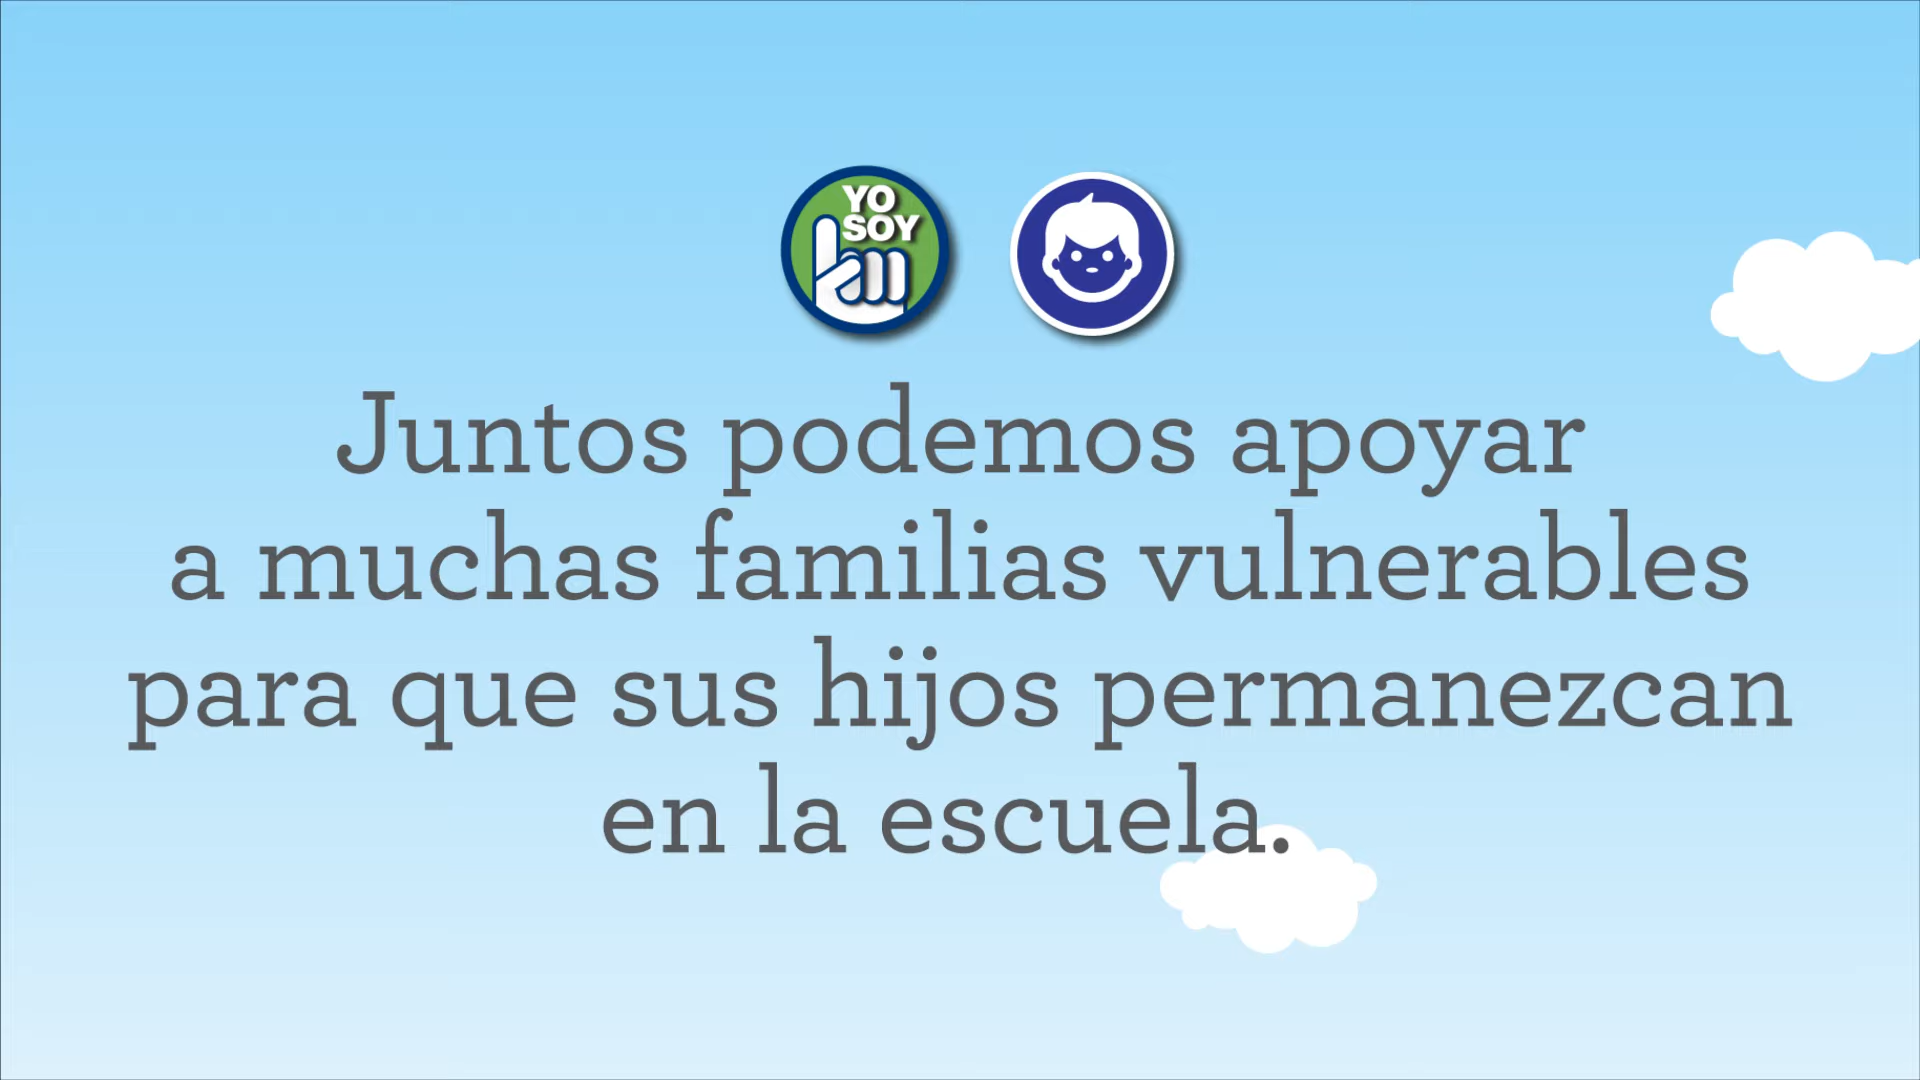 YO
SOY
Juntos podemos apoyar
a muchas familias vulnerables
para que sus hijos permanezcan
en la escuela.